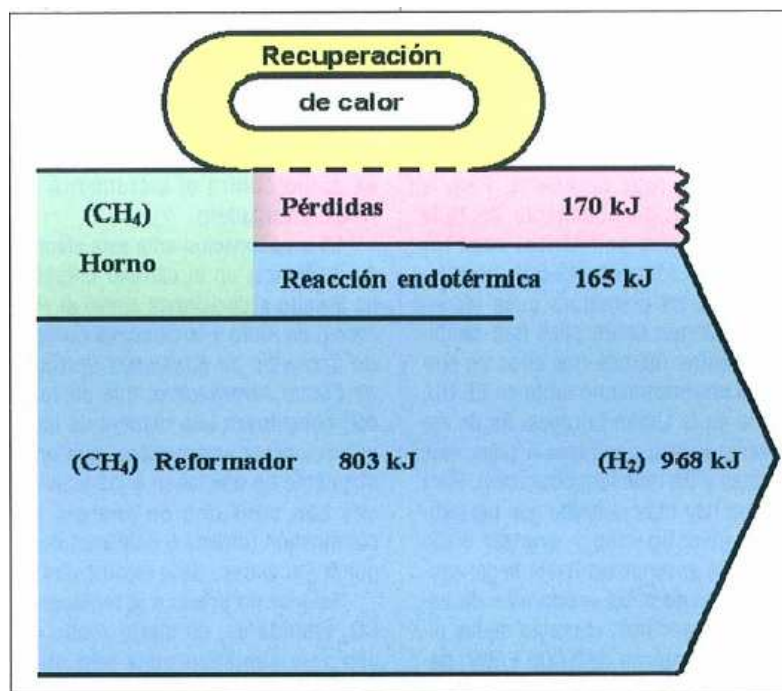 Recuperación
de calor
(CH₄)
Horno
Pérdidas 170 kJ
Reacción endotérmica 165 kJ
(CH₄) Reformador 803 kJ
(H₂) 968 kJ